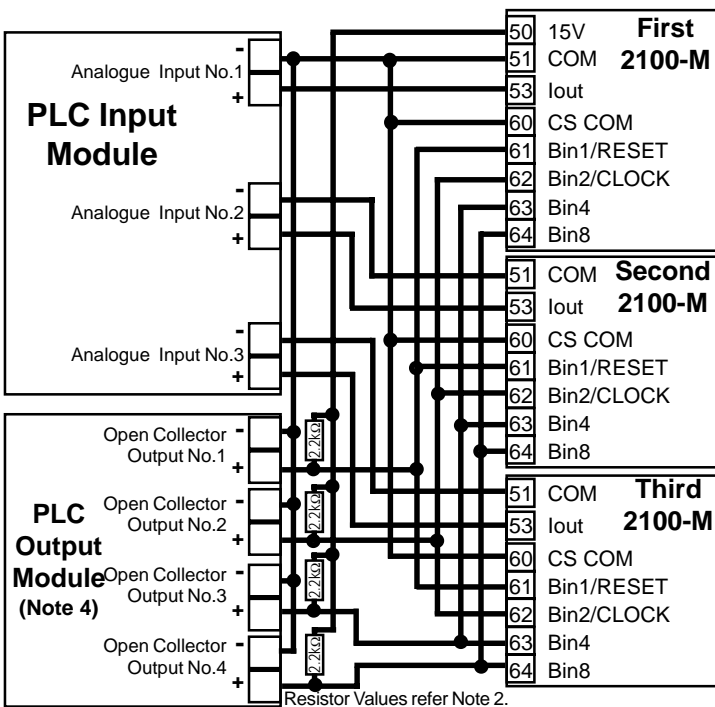 PLC Input
Module
Analogue Input No.1
-
+
Analogue Input No.2
-
+
Analogue Input No.3
-
+
PLC
Output
Module
(Note 4)
Open Collector
Output No.1
-
+
Open Collector
Output No.2
-
+
Open Collector
Output No.3
-
+
Open Collector
Output No.4
-
+
2.2kΩ
2.2kΩ
2.2kΩ
2.2kΩ
Resistor Values refer Note 2.
First
2100-M
50 15V
51 COM
53 Iout
60 CS COM
61 Bin1/RESET
62 Bin2/CLOCK
63 Bin4
64 Bin8
Second
2100-M
51 COM
53 Iout
60 CS COM
61 Bin1/RESET
62 Bin2/CLOCK
63 Bin4
64 Bin8
Third
2100-M
51 COM
53 Iout
60 CS COM
61 Bin1/RESET
62 Bin2/CLOCK
63 Bin4
64 Bin8